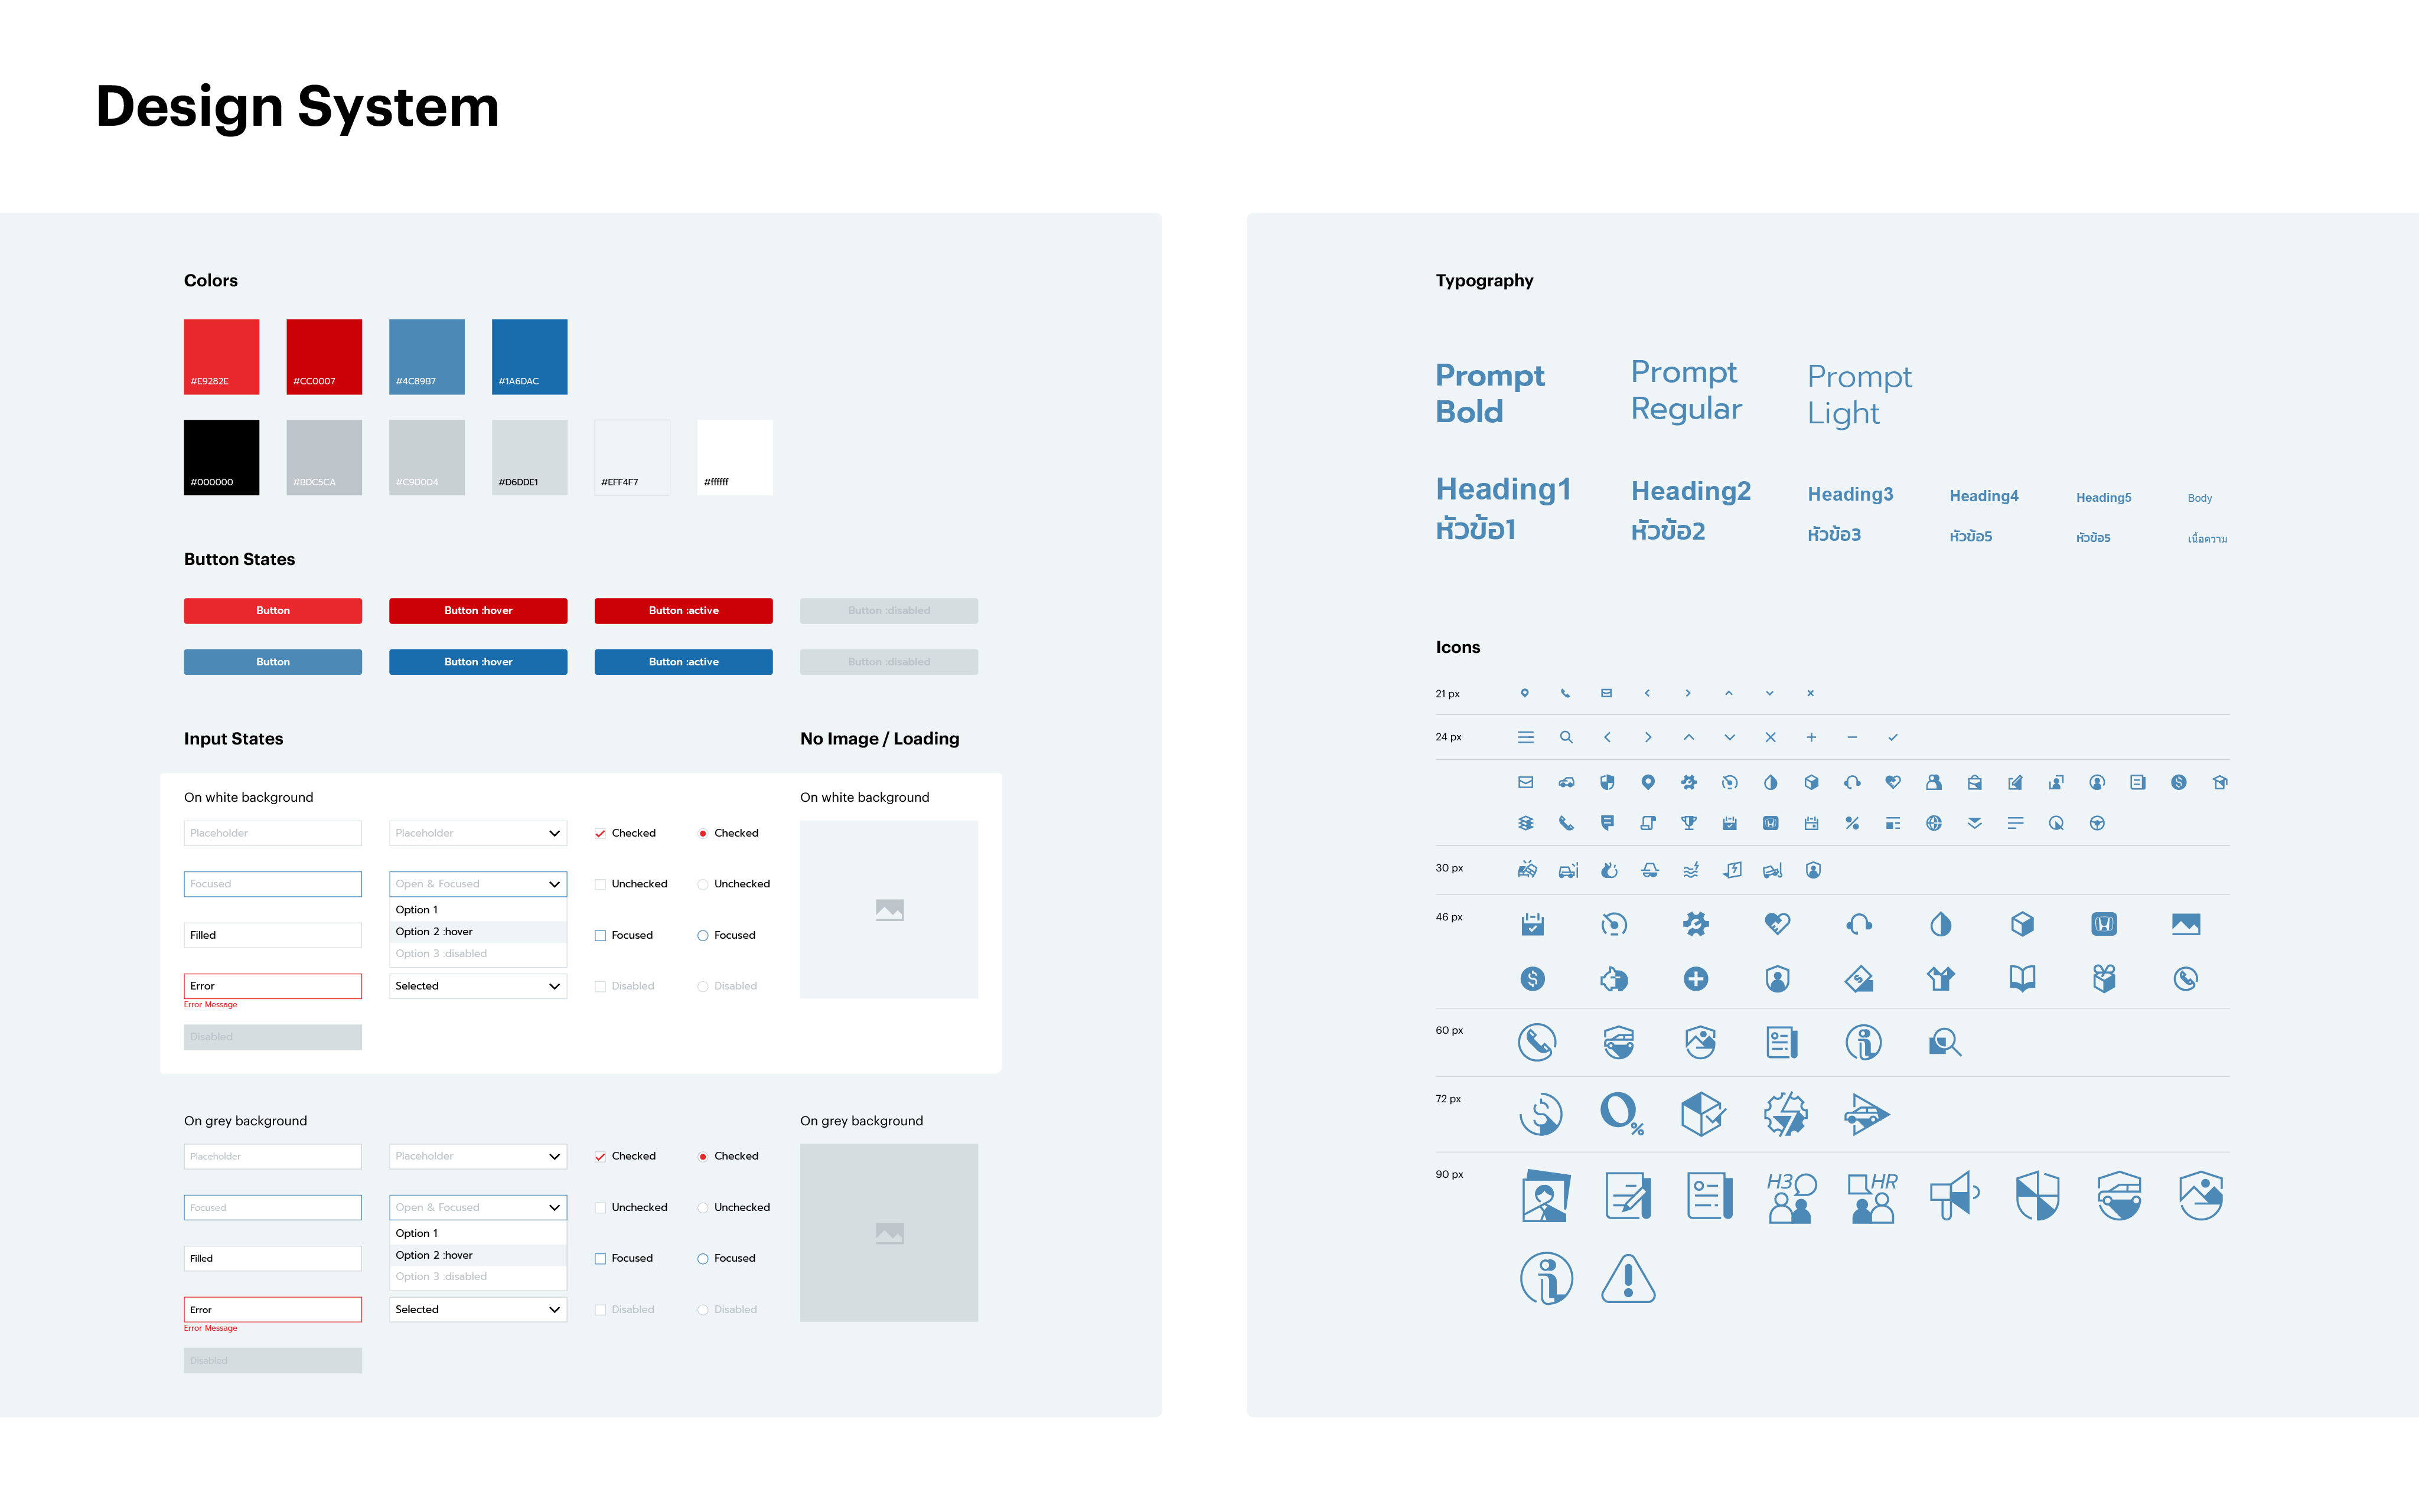 Design System
Colors
#E9282E
#CC0007
#4C89B7
#1A6DAC
#000000
#BDC5CA
#C9D0D4
#D6DDE1
#EFF4F7
#ffffff
Button States
Button
Button :hover
Button :active
Button :disabled
Button
Button :hover
Button :active
Button :disabled
Input States
No Image / Loading
On white background
On white background
Placeholder
Placeholder
Checked
Checked
Focused
Open & Focused
Unchecked
Unchecked
Option 1
Option 2 :hover
Option 3 :disabled
Filled
Focused
Focused
Error
Error Message
Selected
Disabled
Disabled
Disabled
On grey background
On grey background
Placeholder
Placeholder
Checked
Checked
Focused
Open & Focused
Unchecked
Unchecked
Option 1
Option 2 :hover
Option 3 :disabled
Filled
Focused
Focused
Error
Error Message
Selected
Disabled
Disabled
Disabled
Typography
Prompt
Bold
Prompt
Regular
Prompt
Light
Heading1
หัวข้อ1
Heading2
หัวข้อ2
Heading3
หัวข้อ3
Heading4
หัวข้อ5
Heading5
หัวข้อ5
Body
เนื้อความ
Icons
21 px
24 px
30 px
46 px
60 px
72 px
90 px
H3
HR